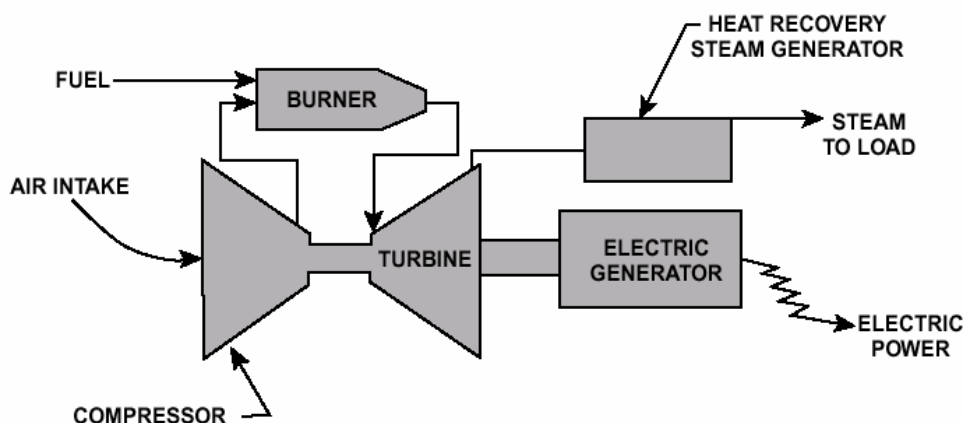 HEAT RECOVERY
STEAM GENERATOR
FUEL
BURNER
STEAM
TO LOAD
AIR INTAKE
TURBINE
ELECTRIC
GENERATOR
ELECTRIC
POWER
COMPRESSOR